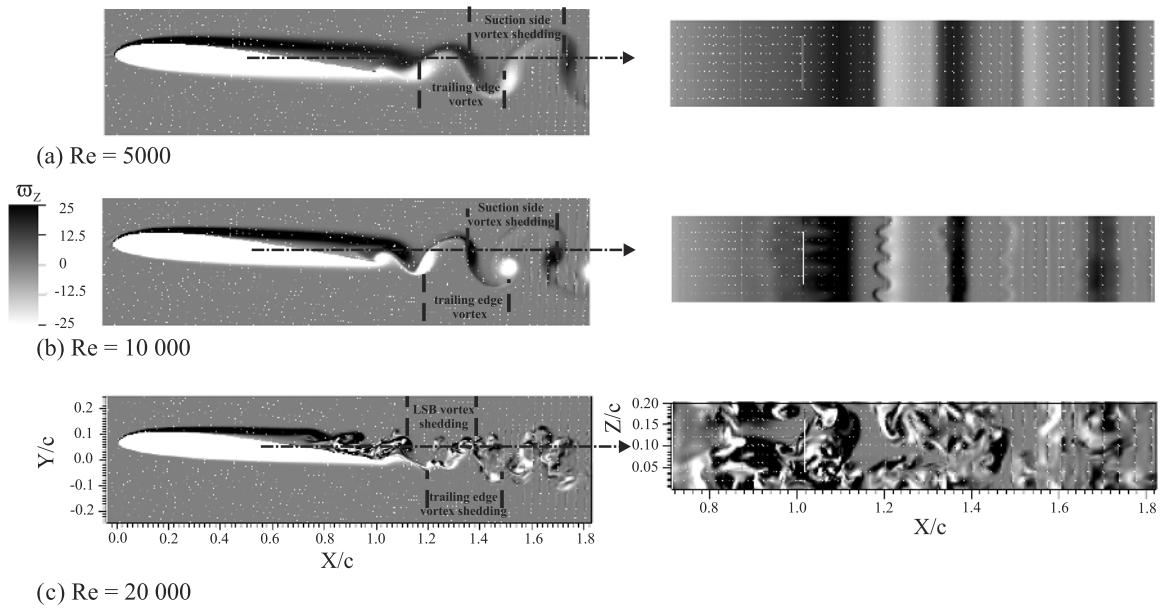 Suction side
vortex shedding
trailing edge
vortex
(a) Re = 5000
ϖZ
25
12.5
0
-12.5
-25
Suction side
vortex shedding
trailing edge
vortex
(b) Re = 10 000
Y/c
0.2
0.1
0.0
-0.1
-0.2
LSB vortex
shedding
trailing edge
vortex shedding
0.0 0.2 0.4 0.6 0.8 1.0 1.2 1.4 1.6 1.8
X/c
Z/c
0.20
0.15
0.10
0.05
0.8 1.0 1.2 1.4 1.5 1.6 1.7 1.8
X/c
(c) Re = 20 000